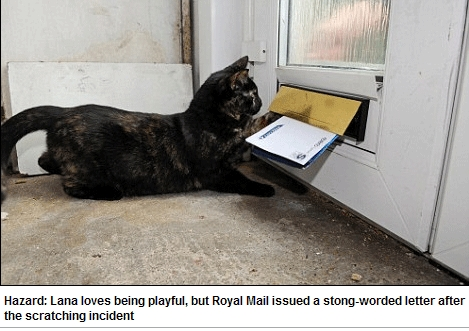 Hazard: Lana loves being playful, but Royal Mail issued a stong-worded letter after
the scratching incident